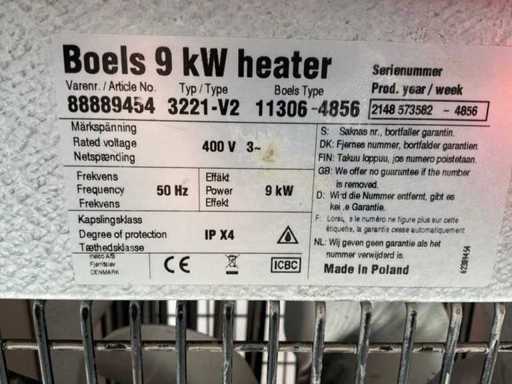 Boels 9 kW heater
Varenr. / Article No. Typ / Type Boels Type
88889454 3221-V2 11306-4856
Serienummer
Prod. year / week
2148 573582 - 4856
Märkspänning
Rated voltage 400 V 3~
Netspænding
Frekvens Effäkt
Frequency 50 Hz Power 9 kW
Frekvens Effekt
Kapslingsklasse
Degree of protection IP X4
Tæthedsklasse
Fjerritslev
DENMARK
CE
ICBC
S: Saknas nr., bortfaller garantin.
DK: Fjernes nummer, bortfalder garantien.
FIN: Takuu loppuu, jos numero poistetaan.
GB: We offer no guarantee if the number
is removed.
D: Wird die Nummer entfernt, gibt es
keine Garantie.
F: Lorsque le numéro ne figure plus sur cette
étiquette, la garantie cesse automatiquement.
NL: Wij geven geen garantie als het
nummer verwijderd is.
Made in Poland